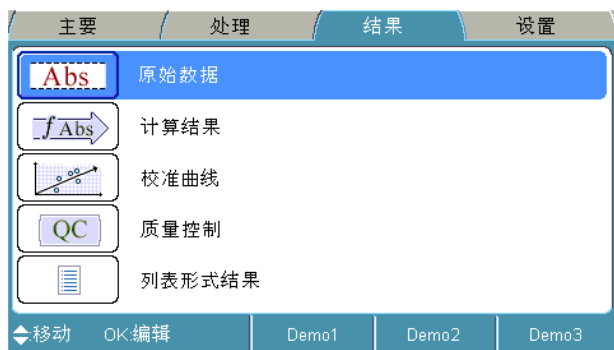 主要 处理 结果 设置
Abs 原始数据
f Abs 计算结果
校准曲线
QC 质量控制
列表形式结果
:移动 OK:编辑 Demo1 Demo2 Demo3